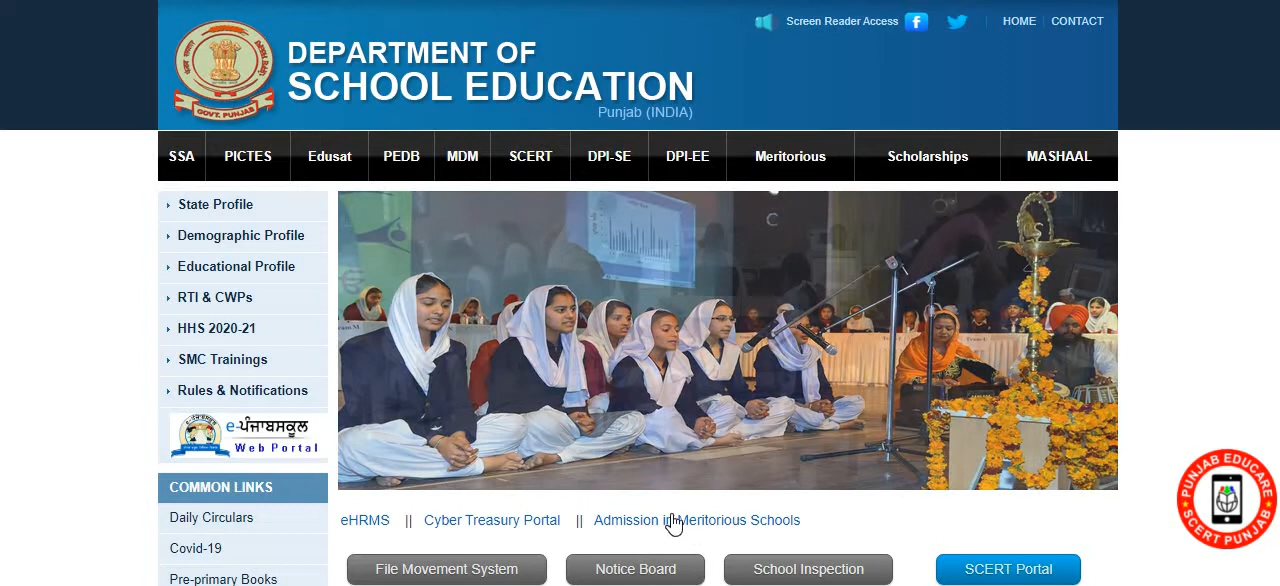 Screen Reader Access
HOME
CONTACT
DEPARTMENT OF
SCHOOL EDUCATION
Punjab (INDIA)
GOVT. PUNJAB
SSA PICTES Edusat PEDB MDM SCERT DPI-SE DPI-EE Meritorious Scholarships MASHAAL
State Profile
Demographic Profile
Educational Profile
RTI & CWPs
HHS 2020-21
SMC Trainings
Rules & Notifications
e-ਪੰਜਾਬਸਕੂਲ
Web Portal
COMMON LINKS
Daily Circulars
Covid-19
Pre-primary Books
eHRMS || Cyber Treasury Portal || Admission in Meritorious Schools
File Movement System
Notice Board
School Inspection
SCERT Portal
PUNJAB EDUCARE
SCERT PUNJAB